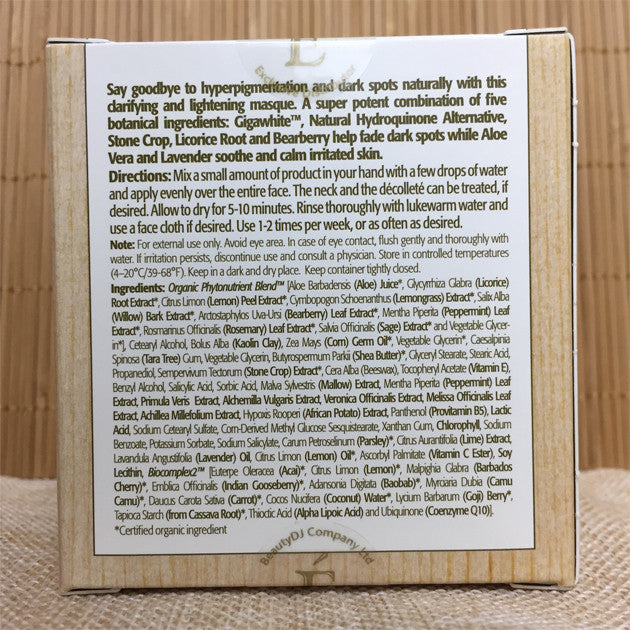 E
Exclusive Distributor
Say goodbye to hyperpigmentation and dark spots naturally with this
clarifying and lightening masque. A super potent combination of five
botanical ingredients: Gigawhite™, Natural Hydroquinone Alternative,
Stone Crop, Licorice Root and Bearberry help fade dark spots while Aloe
Vera and Lavender soothe and calm irritated skin.
Directions: Mix a small amount of product in your hand with a few drops of water
and apply evenly over the entire face. The neck and the décolleté can be treated, if
desired. Allow to dry for 5-10 minutes. Rinse thoroughly with lukewarm water and
use a face cloth if desired. Use 1-2 times per week, or as often as desired.
Note: For external use only. Avoid eye area. In case of eye contact, flush gently and thoroughly with
water. If irritation persists, discontinue use and consult a physician. Store in controlled temperatures
(4–20°C/39-68°F). Keep in a dark and dry place. Keep container tightly closed.
Ingredients: Organic Phytonutrient Blend™ [Aloe Barbadensis (Aloe) Juice*, Glycyrrhiza Glabra (Licorice)
Root Extract*, Citrus Limon (Lemon) Peel Extract*, Cymbopogon Schoenanthus (Lemongrass) Extract*, Salix Alba
(Willow) Bark Extract*, Arctostaphylos Uva-Ursi (Bearberry) Leaf Extract*, Mentha Piperita (Peppermint) Leaf
Extract*, Rosmarinus Officinalis (Rosemary) Leaf Extract*, Salvia Officinalis (Sage) Extract* and Vegetable Glycer-
in*], Cetearyl Alcohol, Bolus Alba (Kaolin Clay), Zea Mays (Corn) Germ Oil*, Vegetable Glycerin*, Caesalpinia
Spinosa (Tara Tree) Gum, Vegetable Glycerin, Butyrospermum Parkii (Shea Butter)*, Glyceryl Stearate, Stearic Acid,
Propanediol, Sempervivum Tectorum (Stone Crop) Extract*, Cera Alba (Beeswax), Tocopheryl Acetate (Vitamin E),
Benzyl Alcohol, Salicylic Acid, Sorbic Acid, Malva Sylvestris (Mallow) Extract, Mentha Piperita (Peppermint) Leaf
Extract, Primula Veris Extract, Alchemilla Vulgaris Extract, Veronica Officinalis Extract, Melissa Officinalis Leaf
Extract, Achillea Millefolium Extract, Hypoxis Rooperi (African Potato) Extract, Panthenol (Provitamin B5), Lactic
Acid, Sodium Cetearyl Sulfate, Corn-Derived Methyl Glucose Sesquistearate, Xanthan Gum, Chlorophyll, Sodium
Benzoate, Potassium Sorbate, Sodium Salicylate, Carum Petroselinum (Parsley)*, Citrus Aurantifolia (Lime) Extract,
Lavandula Angustifolia (Lavender) Oil, Citrus Limon (Lemon) Oil*, Ascorbyl Palmitate (Vitamin C Ester), Soy
Lecithin, Biocomplex2™ [Euterpe Oleracea (Acai)*, Citrus Limon (Lemon)*, Malpighia Glabra (Barbados
Cherry)*, Emblica Officinalis (Indian Gooseberry)*, Adansonia Digitata (Baobab)*, Myrciaria Dubia (Camu
Camu)*, Daucus Carota Sativa (Carrot)*, Cocos Nucifera (Coconut) Water*, Lycium Barbarum (Goji) Berry*,
Tapioca Starch (from Cassava Root)*, Thioctic Acid (Alpha Lipoic Acid) and Ubiquinone (Coenzyme Q10)].
*Certified organic ingredient
BeautyDJ Company Ltd
E